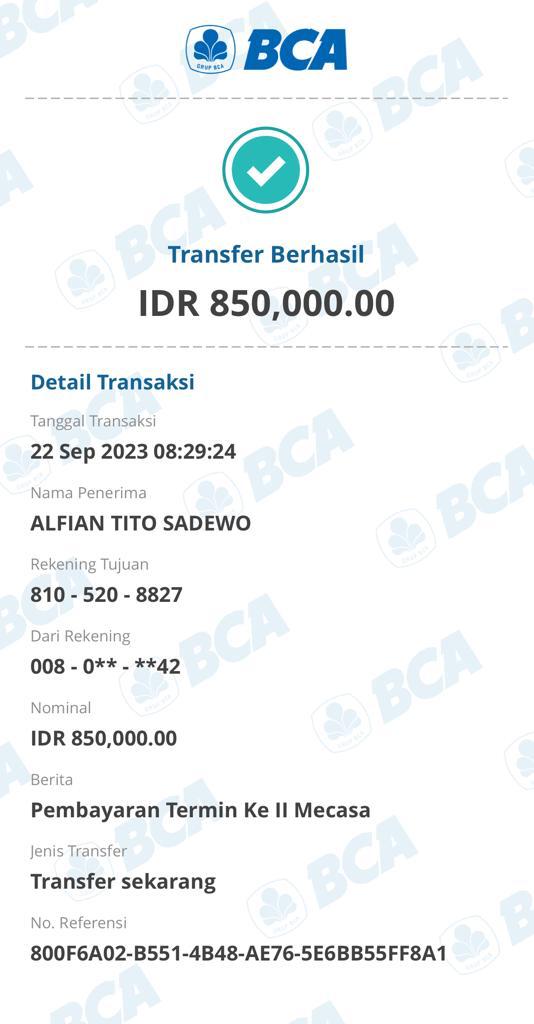 GRUP BCA
BCA
Transfer Berhasil
IDR 850,000.00
Detail Transaksi
Tanggal Transaksi
22 Sep 2023 08:29:24
Nama Penerima
ALFIAN TITO SADEWO
Rekening Tujuan
810 - 520 - 8827
Dari Rekening
008 - 0** - **42
Nominal
IDR 850,000.00
Berita
Pembayaran Termin Ke II Mecasa
Jenis Transfer
Transfer sekarang
No. Referensi
800F6A02-B551-4B48-AE76-5E6BB55FF8A1